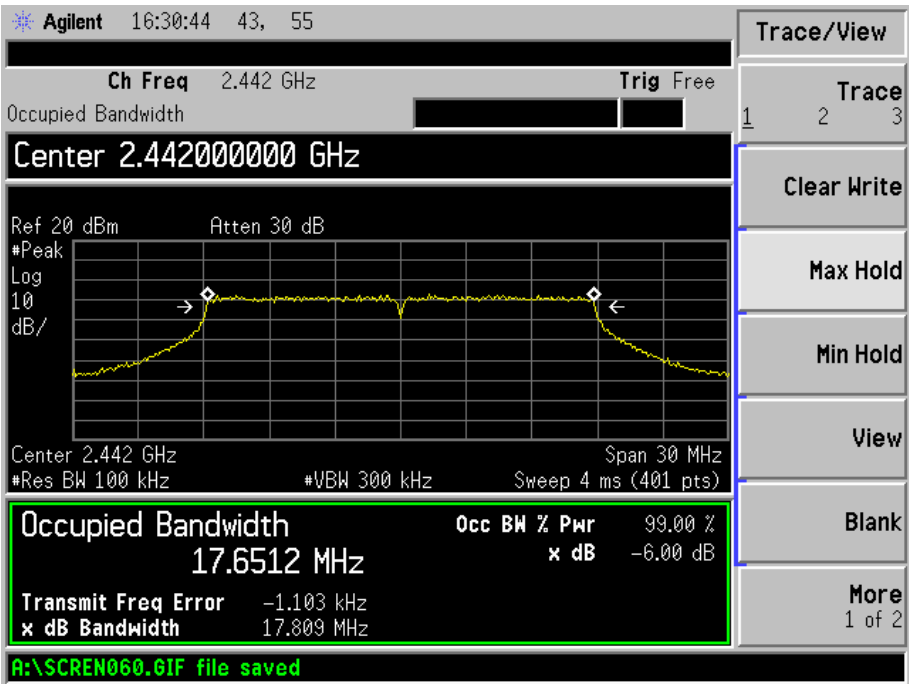 Agilent 16:30:44 43, 55
Ch Freq 2.442 GHz Trig Free
Occupied Bandwidth
Center 2.442000000 GHz
Ref 20 dBm Atten 30 dB
#Peak
Log
10
dB/
Center 2.442 GHz Span 30 MHz
#Res BW 100 kHz #VBW 300 kHz Sweep 4 ms (401 pts)
Occupied Bandwidth Occ BW % Pwr 99.00 %
17.6512 MHz x dB -6.00 dB
Transmit Freq Error -1.103 kHz
x dB Bandwidth 17.809 MHz
A:\SCREN060.GIF file saved
Trace/View
Trace
1 2 3
Clear Write
Max Hold
Min Hold
View
Blank
More
1 of 2